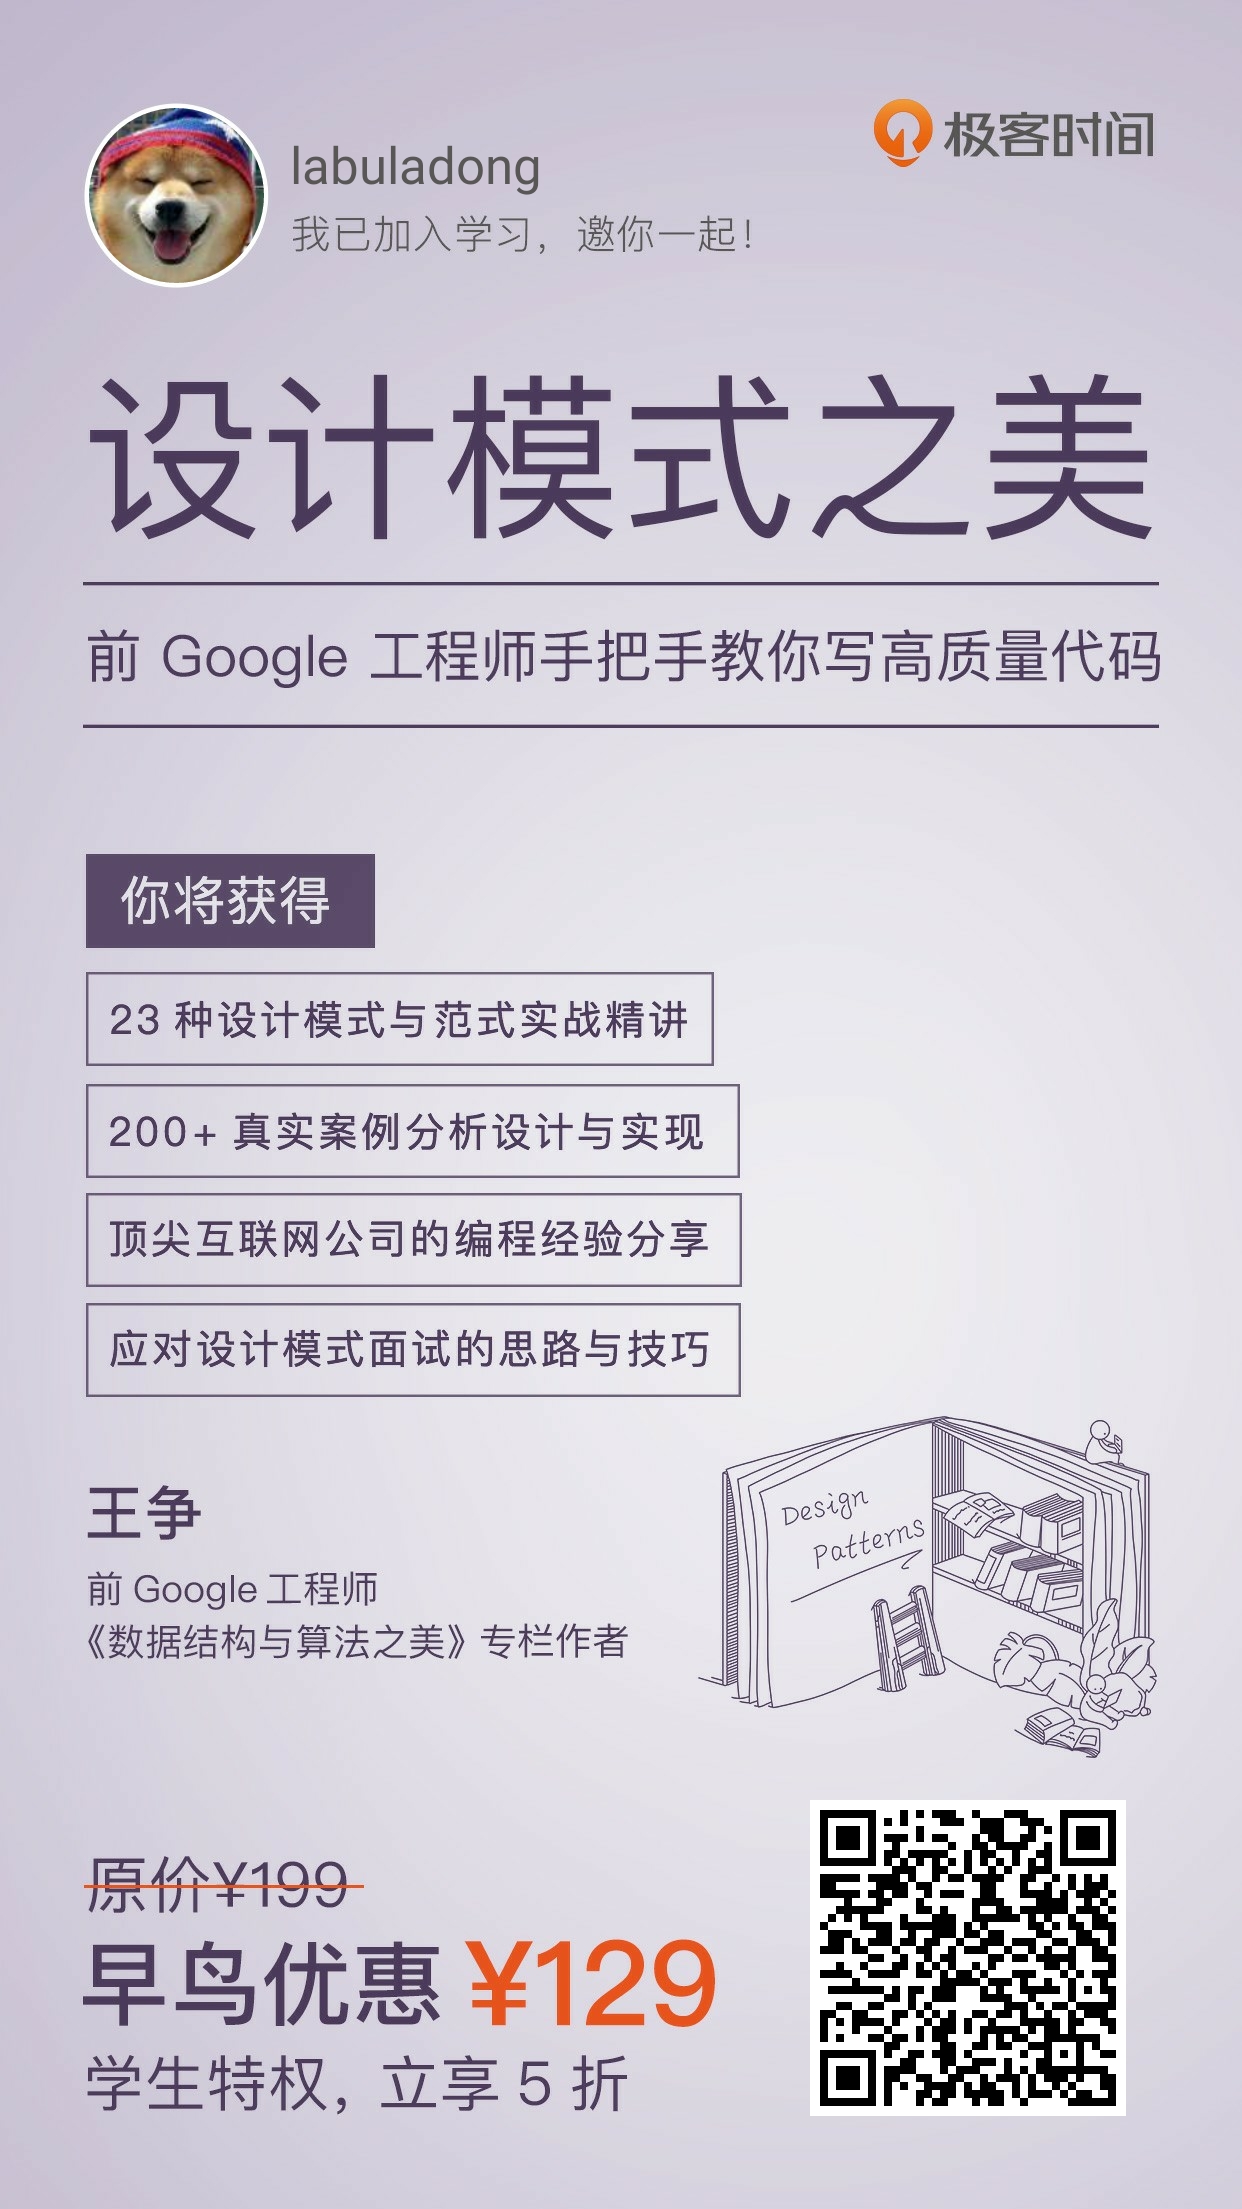 labuladong
我已加入学习，邀你一起！
极客时间
设计模式之美
前 Google 工程师手把手教你写高质量代码
你将获得
23 种设计模式与范式实战精讲
200+ 真实案例分析设计与实现
顶尖互联网公司的编程经验分享
应对设计模式面试的思路与技巧
王争
前 Google 工程师
《数据结构与算法之美》专栏作者
Design
Patterns
原价¥199
早鸟优惠 ¥129
学生特权，立享 5 折